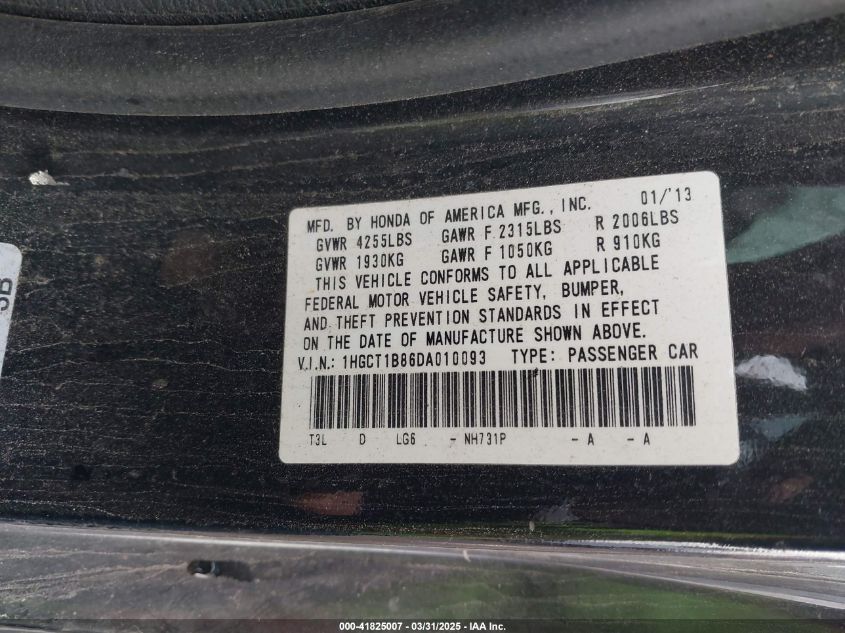 MFD. BY HONDA OF AMERICA MFG., INC. 01/'13
GVWR 4255LBS GAWR F 2315LBS R 2006LBS
GVWR 1930KG GAWR F 1050KG R 910KG
THIS VEHICLE CONFORMS TO ALL APPLICABLE
FEDERAL MOTOR VEHICLE SAFETY, BUMPER,
AND THEFT PREVENTION STANDARDS IN EFFECT
ON THE DATE OF MANUFACTURE SHOWN ABOVE.
V.I.N.: 1HGCT1B86DA010093 TYPE: PASSENGER CAR
T3L D LG6 - NH731P - A - A
000-41825007 - 03/31/2025 - IAA Inc.